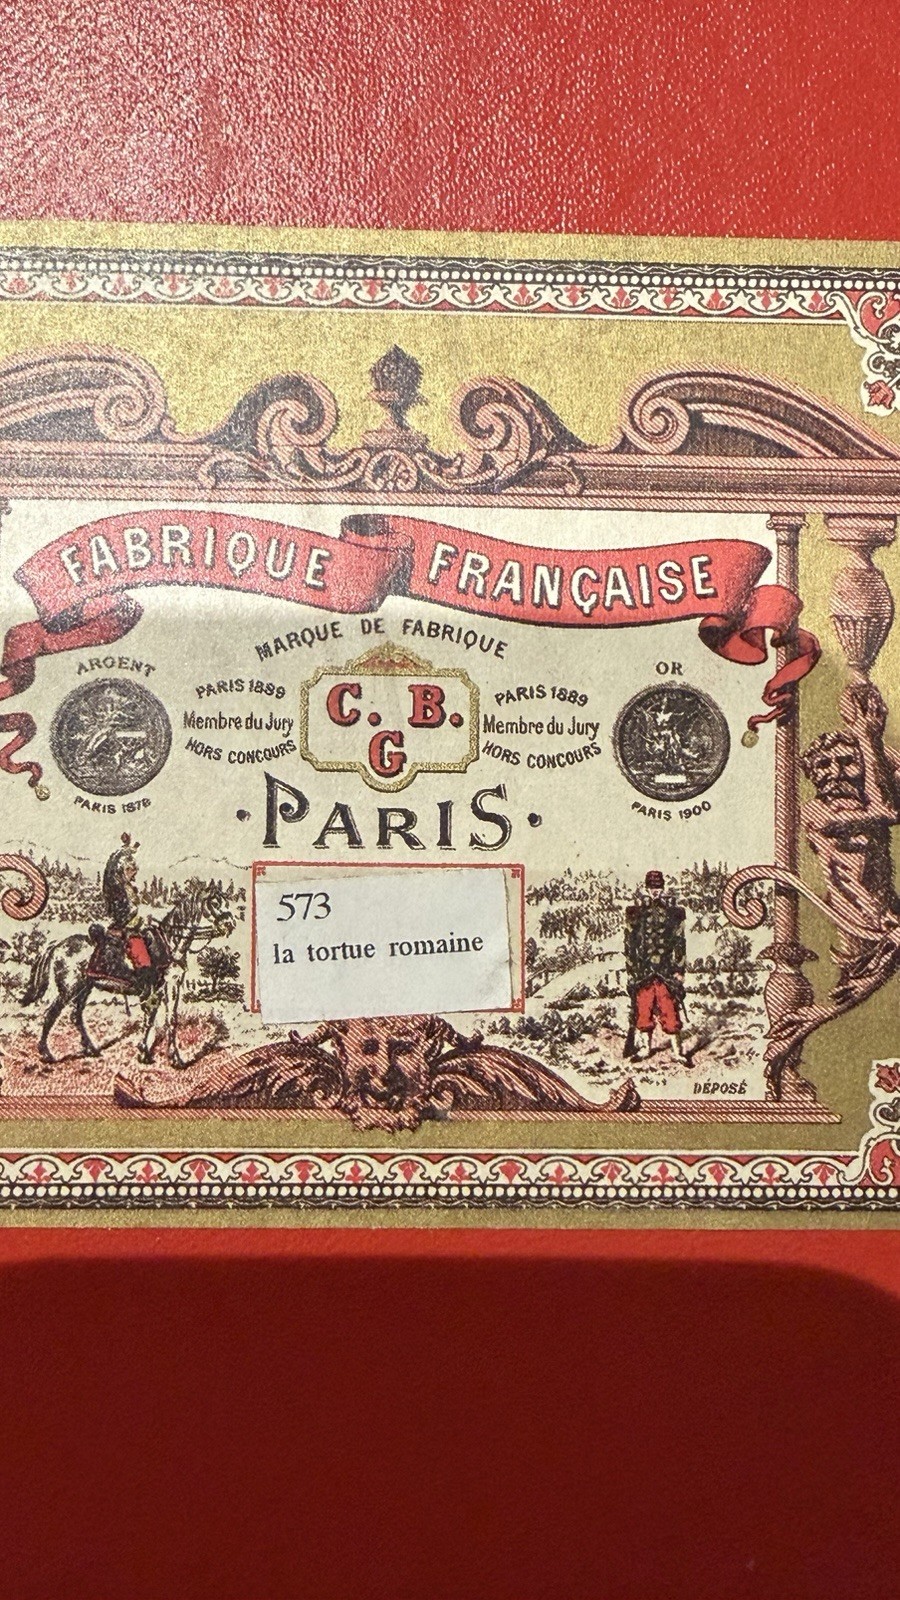 FABRIQUE FRANÇAISE
MARQUE DE FABRIQUE
ARGENT
PARIS 1878
PARIS 1889
Membre du Jury
HORS CONCOURS
C. B.
G
PARIS 1889
Membre du Jury
HORS CONCOURS
OR
PARIS 1900
·PARIS·
573
la tortue romaine
DÉPOSÉ